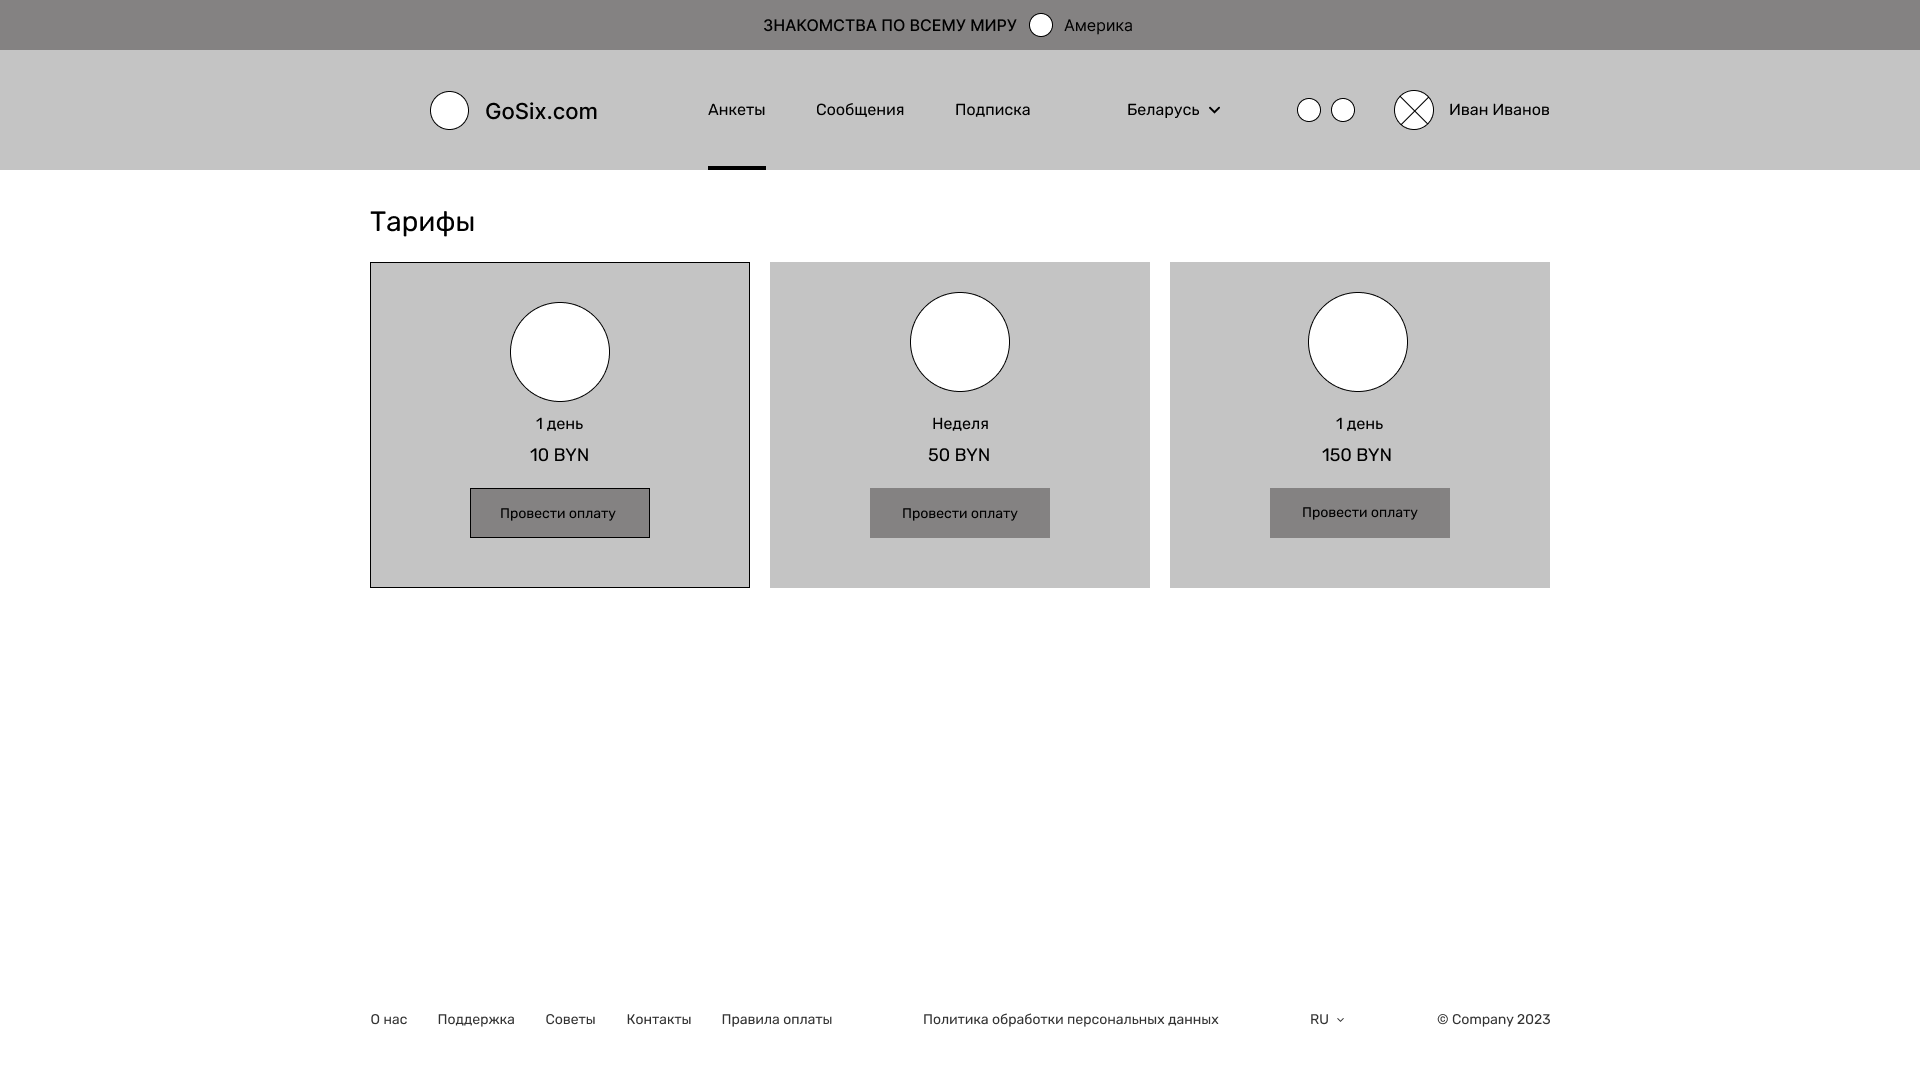 ЗНАКОМСТВА ПО ВСЕМУ МИРУ Америка
GoSix.com Анкеты Сообщения Подписка Беларусь Иван Иванов
Тарифы
1 день
10 BYN
Провести оплату
Неделя
50 BYN
Провести оплату
1 день
150 BYN
Провести оплату
О нас Поддержка Советы Контакты Правила оплаты Политика обработки персональных данных RU © Company 2023